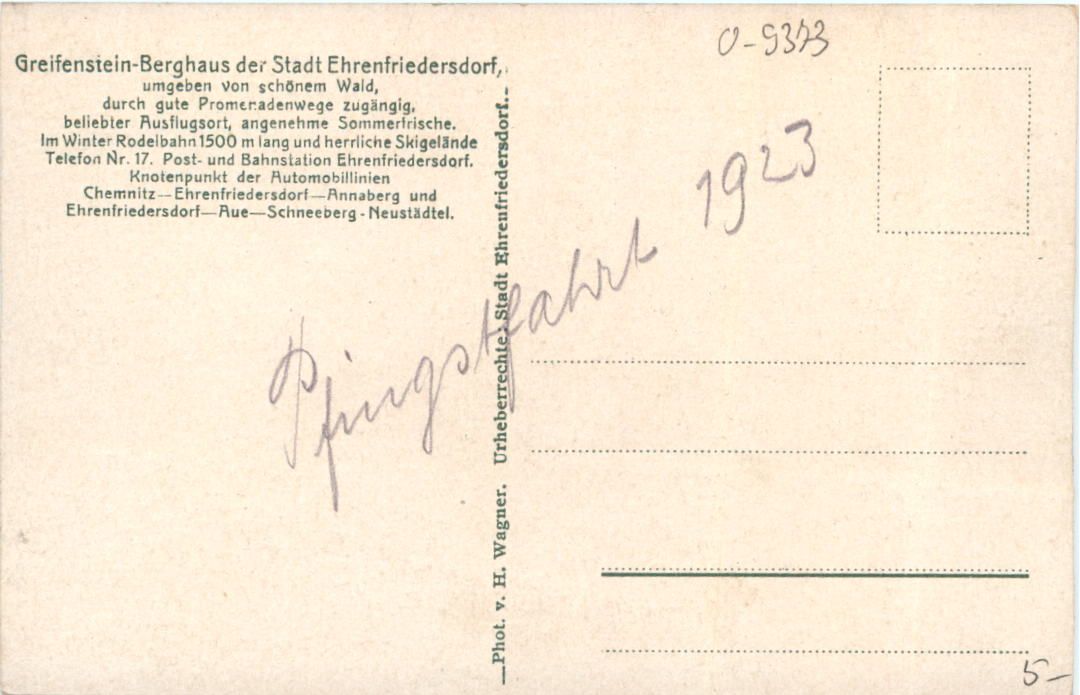 Greifenstein-Berghaus der Stadt Ehrenfriedersdorf,
umgeben von schönem Wald,
durch gute Promenadenwege zugängig,
beliebter Ausflugsort, angenehme Sommerfrische.
Im Winter Rodelbahn 1500 m lang und herrliche Skigelände
Telefon Nr. 17. Post- und Bahnstation Ehrenfriedersdorf.
Knotenpunkt der Automobillinien
Chemnitz—Ehrenfriedersdorf—Annaberg und
Ehrenfriedersdorf—Aue—Schneeberg-Neustädtel.
Phot. v. H. Wagner. Urheberrechte: Stadt Ehrenfriedersdorf.
Pfingstfahrt 1923
0-9373
5-